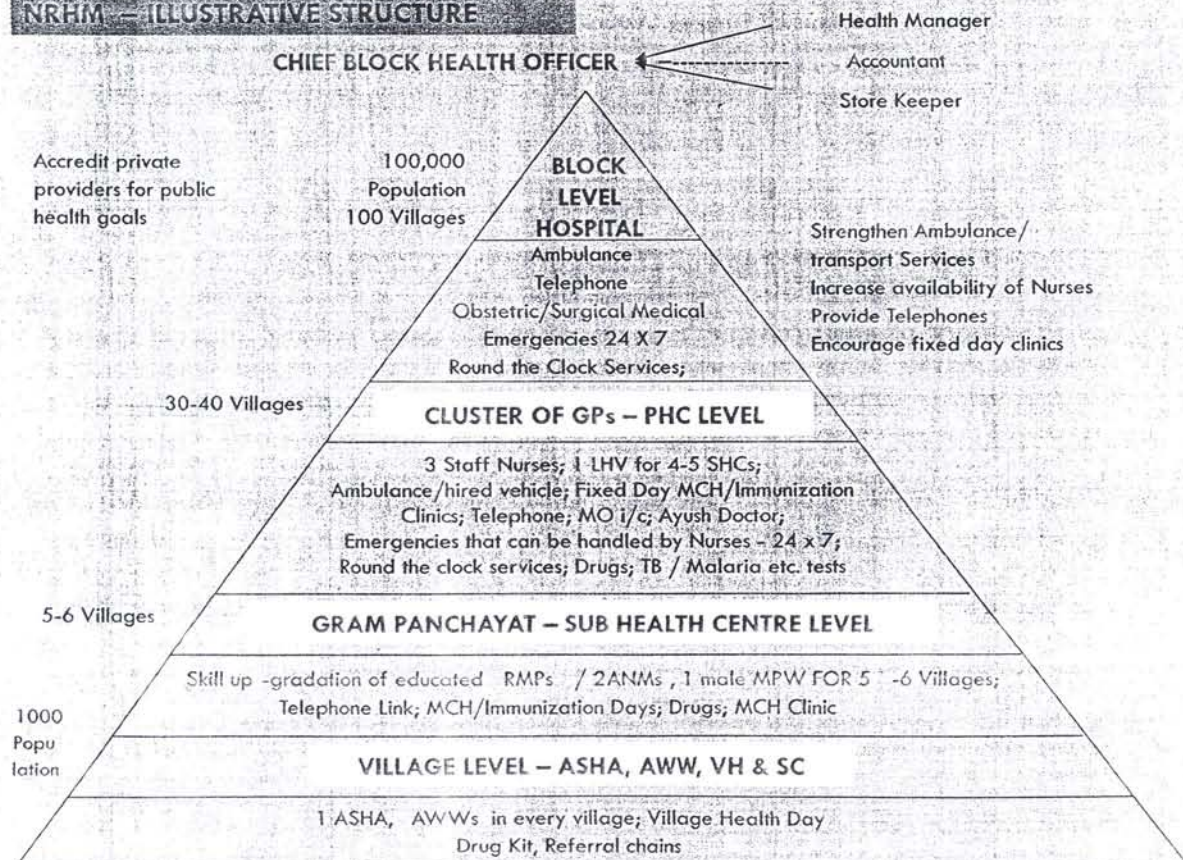 NRHM – ILLUSTRATIVE STRUCTURE
Health Manager
CHIEF BLOCK HEALTH OFFICER
Accountant
Store Keeper
Accredit private
providers for public
health goals
100,000
Population
100 Villages
BLOCK
LEVEL
HOSPITAL
Ambulance
Telephone
Obstetric/Surgical Medical
Emergencies 24 X 7
Round the Clock Services;
Strengthen Ambulance/
transport Services
Increase availability of Nurses
Provide Telephones
Encourage fixed day clinics
30-40 Villages
CLUSTER OF GPs – PHC LEVEL
3 Staff Nurses; 1 LHV for 4-5 SHCs;
Ambulance/hired vehicle; Fixed Day MCH/Immunization
Clinics; Telephone; MO i/c; Ayush Doctor;
Emergencies that can be handled by Nurses – 24 x 7;
Round the clock services; Drugs; TB / Malaria etc. tests
5-6 Villages
GRAM PANCHAYAT – SUB HEALTH CENTRE LEVEL
Skill up -gradation of educated RMPs / 2ANMs , 1 male MPW FOR 5 -6 Villages;
Telephone Link; MCH/Immunization Days; Drugs; MCH Clinic
1000
Popu
lation
VILLAGE LEVEL – ASHA, AWW, VH & SC
1 ASHA, AWWs in every village; Village Health Day
Drug Kit, Referral chains